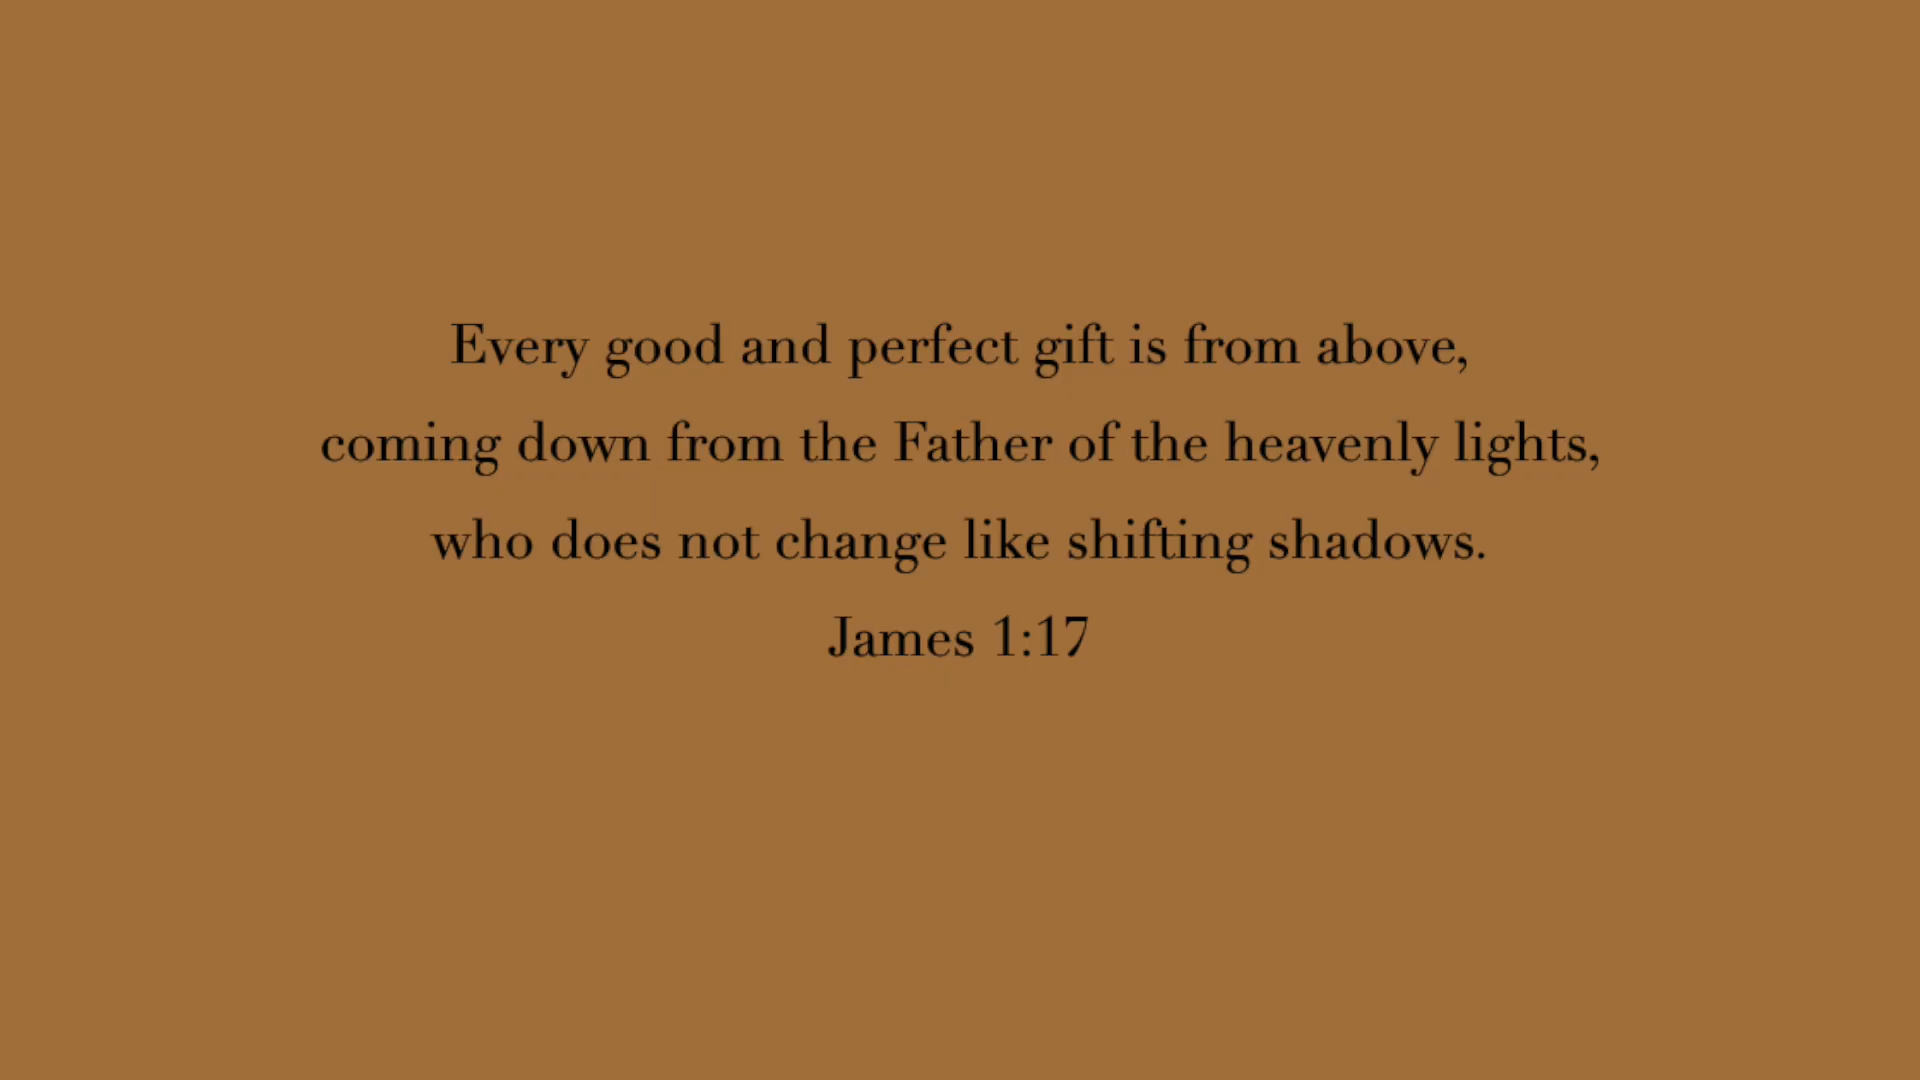 Every good and perfect gift is from above,
coming down from the Father of the heavenly lights,
who does not change like shifting shadows.
James 1:17